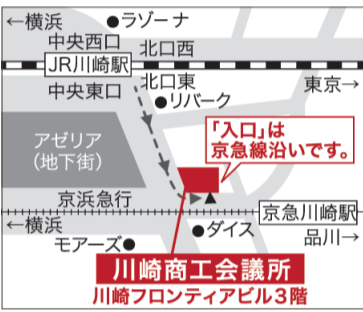 ←横浜
●ラゾーナ
中央西口
北口西
JR川崎駅
中央東口
北口東
●リバーク
東京→
アゼリア
(地下街)
「入口」は
京急線沿いです。
京浜急行
京急川崎駅
←横浜
●ダイス
品川→
モアーズ●
川崎商工会議所
川崎フロンティアビル3階